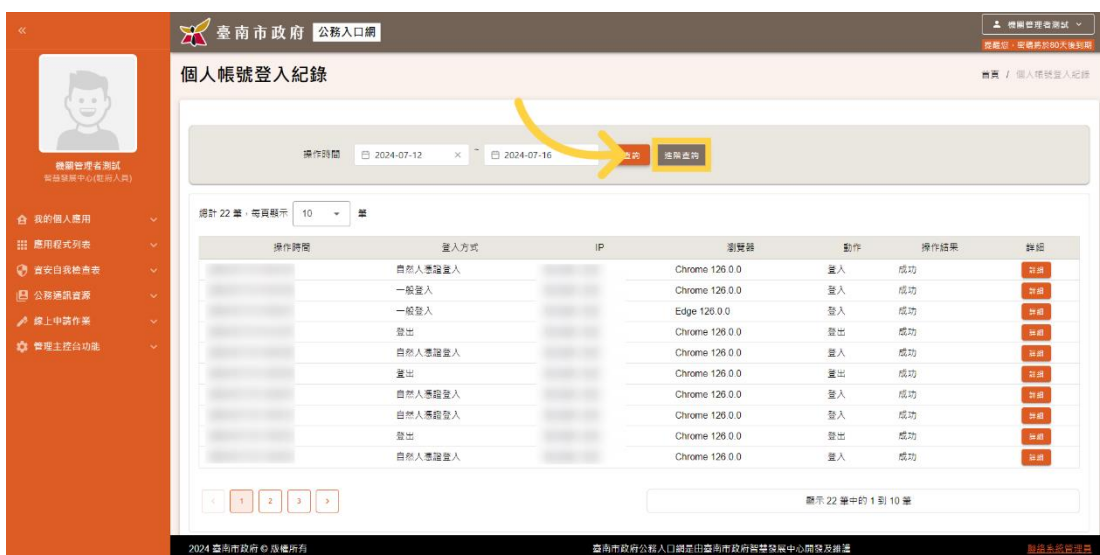 «
臺南市政府 公務入口網
機關管理者測試
提醒您,密碼將於80天後到期
個人帳號登入紀錄
首頁 / 個人帳號登入紀錄
機關管理者測試
智慧發展中心(駐府人員)
我的個人應用
應用程式列表
資安自我檢查表
公務通訊資源
線上申請作業
管理主控台功能
操作時間 2024-07-12 × ~ 2024-07-16 查詢 進階查詢
總計 22 筆,每頁顯示 10 筆
操作時間 登入方式 IP 瀏覽器 動作 操作結果 詳細
自然人憑證登入 Chrome 126.0.0 登入 成功 詳細
一般登入 Chrome 126.0.0 登入 成功 詳細
一般登入 Edge 126.0.0 登入 成功 詳細
登出 Chrome 126.0.0 登出 成功 詳細
自然人憑證登入 Chrome 126.0.0 登入 成功 詳細
登出 Chrome 126.0.0 登出 成功 詳細
自然人憑證登入 Chrome 126.0.0 登入 成功 詳細
自然人憑證登入 Chrome 126.0.0 登入 成功 詳細
登出 Chrome 126.0.0 登出 成功 詳細
自然人憑證登入 Chrome 126.0.0 登入 成功 詳細
‹ 1 2 3 ›
顯示 22 筆中的 1 到 10 筆
2024 臺南市政府 © 版權所有
臺南市政府公務入口網是由臺南市政府智慧發展中心開發及維護
聯絡系統管理員